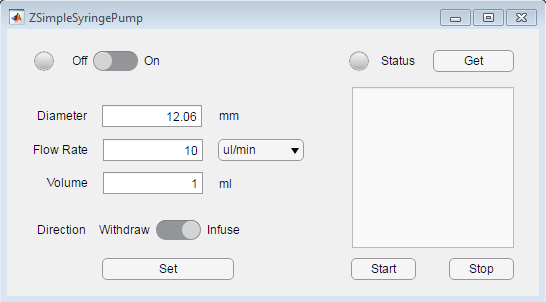 ZSimpleSyringePump
Off On
Status Get
Diameter 12.06 mm
Flow Rate 10 ul/min
Volume 1 ml
Direction Withdraw Infuse
Set
Start Stop